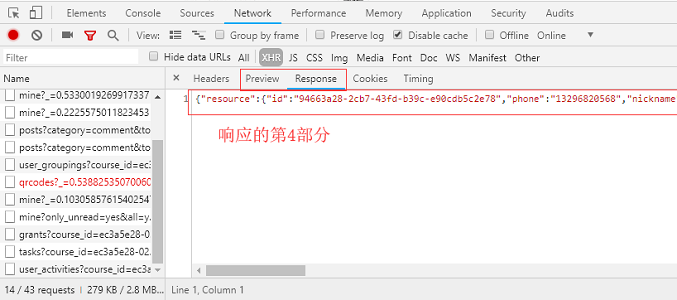 Elements Console Sources Network Performance Memory Application Security Audits
View: Group by frame Preserve log Disable cache Offline Online
Filter Hide data URLs All XHR JS CSS Img Media Font Doc WS Manifest Other
Name × Headers Preview Response Cookies Timing
mine?_=0.5330019269917337
1 {"resource":{"id":"94663a28-2cb7-43fd-b39c-e90cdb5c2e78","phone":"13296820568","nickname
mine?_=0.2225575011823453
posts?category=comment&to...
响应的第4部分
posts?category=comment&to...
user_groupings?course_id=ec3...
qrcodes?_=0.53882535070060...
mine?_=0.10305857615402547
mine?only_unread=yes&all=y...
grants?course_id=ec3a5e28-0...
tasks?course_id=ec3a5e28-02...
user_activities?course_id=ec3a...
14 / 43 requests 279 KB / 2.8 MB... Line 1, Column 1